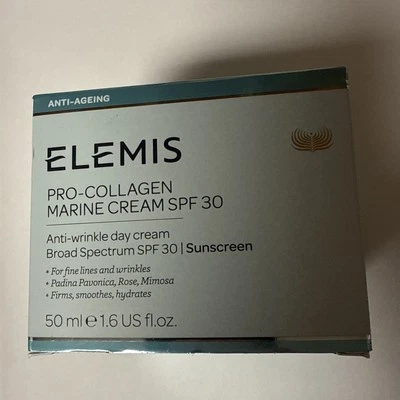 ANTI-AGEING
ELEMIS
PRO-COLLAGEN
MARINE CREAM SPF 30
Anti-wrinkle day cream
Broad Spectrum SPF 30 | Sunscreen
• For fine lines and wrinkles
• Padina Pavonica, Rose, Mimosa
• Firms, smoothes, hydrates
50 ml ℮ 1.6 US fl.oz.